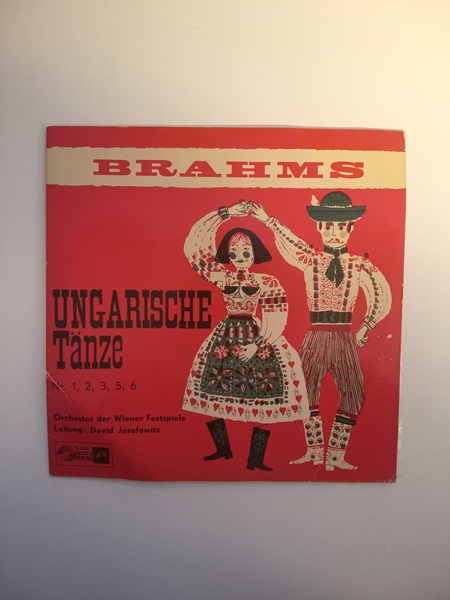 BRAHMS
UNGARISCHE
Tänze
Nr. 1, 2, 3, 5, 6
Orchester der Wiener Festspiele
Leitung: David Josefowitz